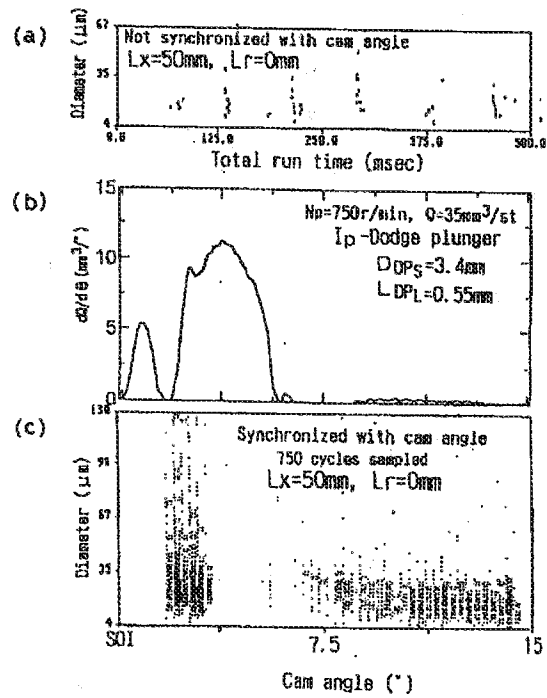 (a)
Diameter (μm)
67
35
4
Not synchronized with cam angle
Lx=50mm, Lr=0mm
0.0
125.0
250.0
375.0
500.0
Total run time (msec)
(b)
dQ/dθ (mm³/°)
15
10
5
0
Np=750r/min, Q=35mm³/st
Ip-Dodge plunger
DPS=3.4mm
DPL=0.55mm
(c)
Diameter (μm)
130
67
35
4
Synchronized with cam angle
750 cycles sampled
Lx=50mm, Lr=0mm
SOI
7.5
15
Cam angle (°)